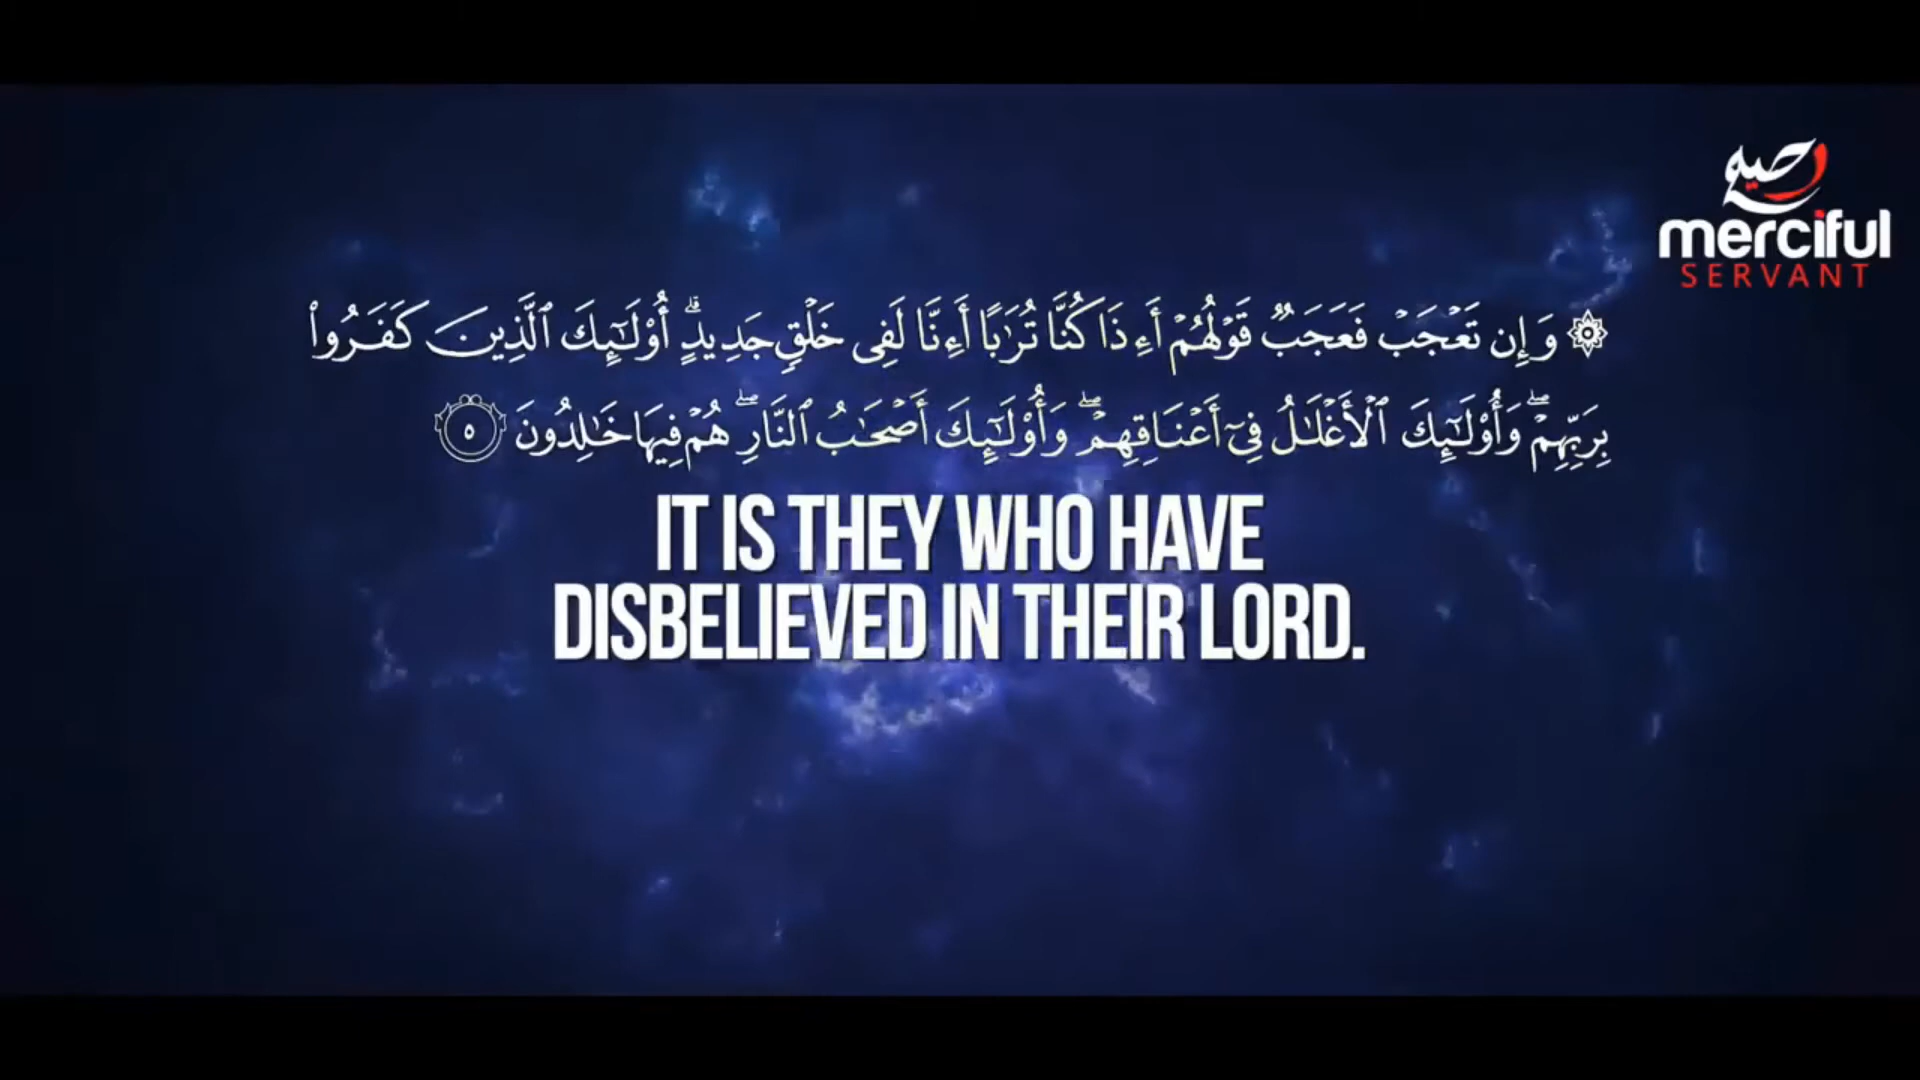 رحيم
merciful
SERVANT
۞ وَإِن تَعۡجَبۡ فَعَجَبٞ قَوۡلُهُمۡ أَءِذَا كُنَّا تُرَٰبًا أَءِنَّا لَفِي خَلۡقٖ جَدِيدٍۗ أُوْلَٰٓئِكَ ٱلَّذِينَ كَفَرُواْ
بِرَبِّهِمۡۖ وَأُوْلَٰٓئِكَ ٱلۡأَغۡلَٰلُ فِيٓ أَعۡنَاقِهِمۡۖ وَأُوْلَٰٓئِكَ أَصۡحَٰبُ ٱلنَّارِۖ هُمۡ فِيهَا خَٰلِدُونَ ٥
IT IS THEY WHO HAVE
DISBELIEVED IN THEIR LORD.